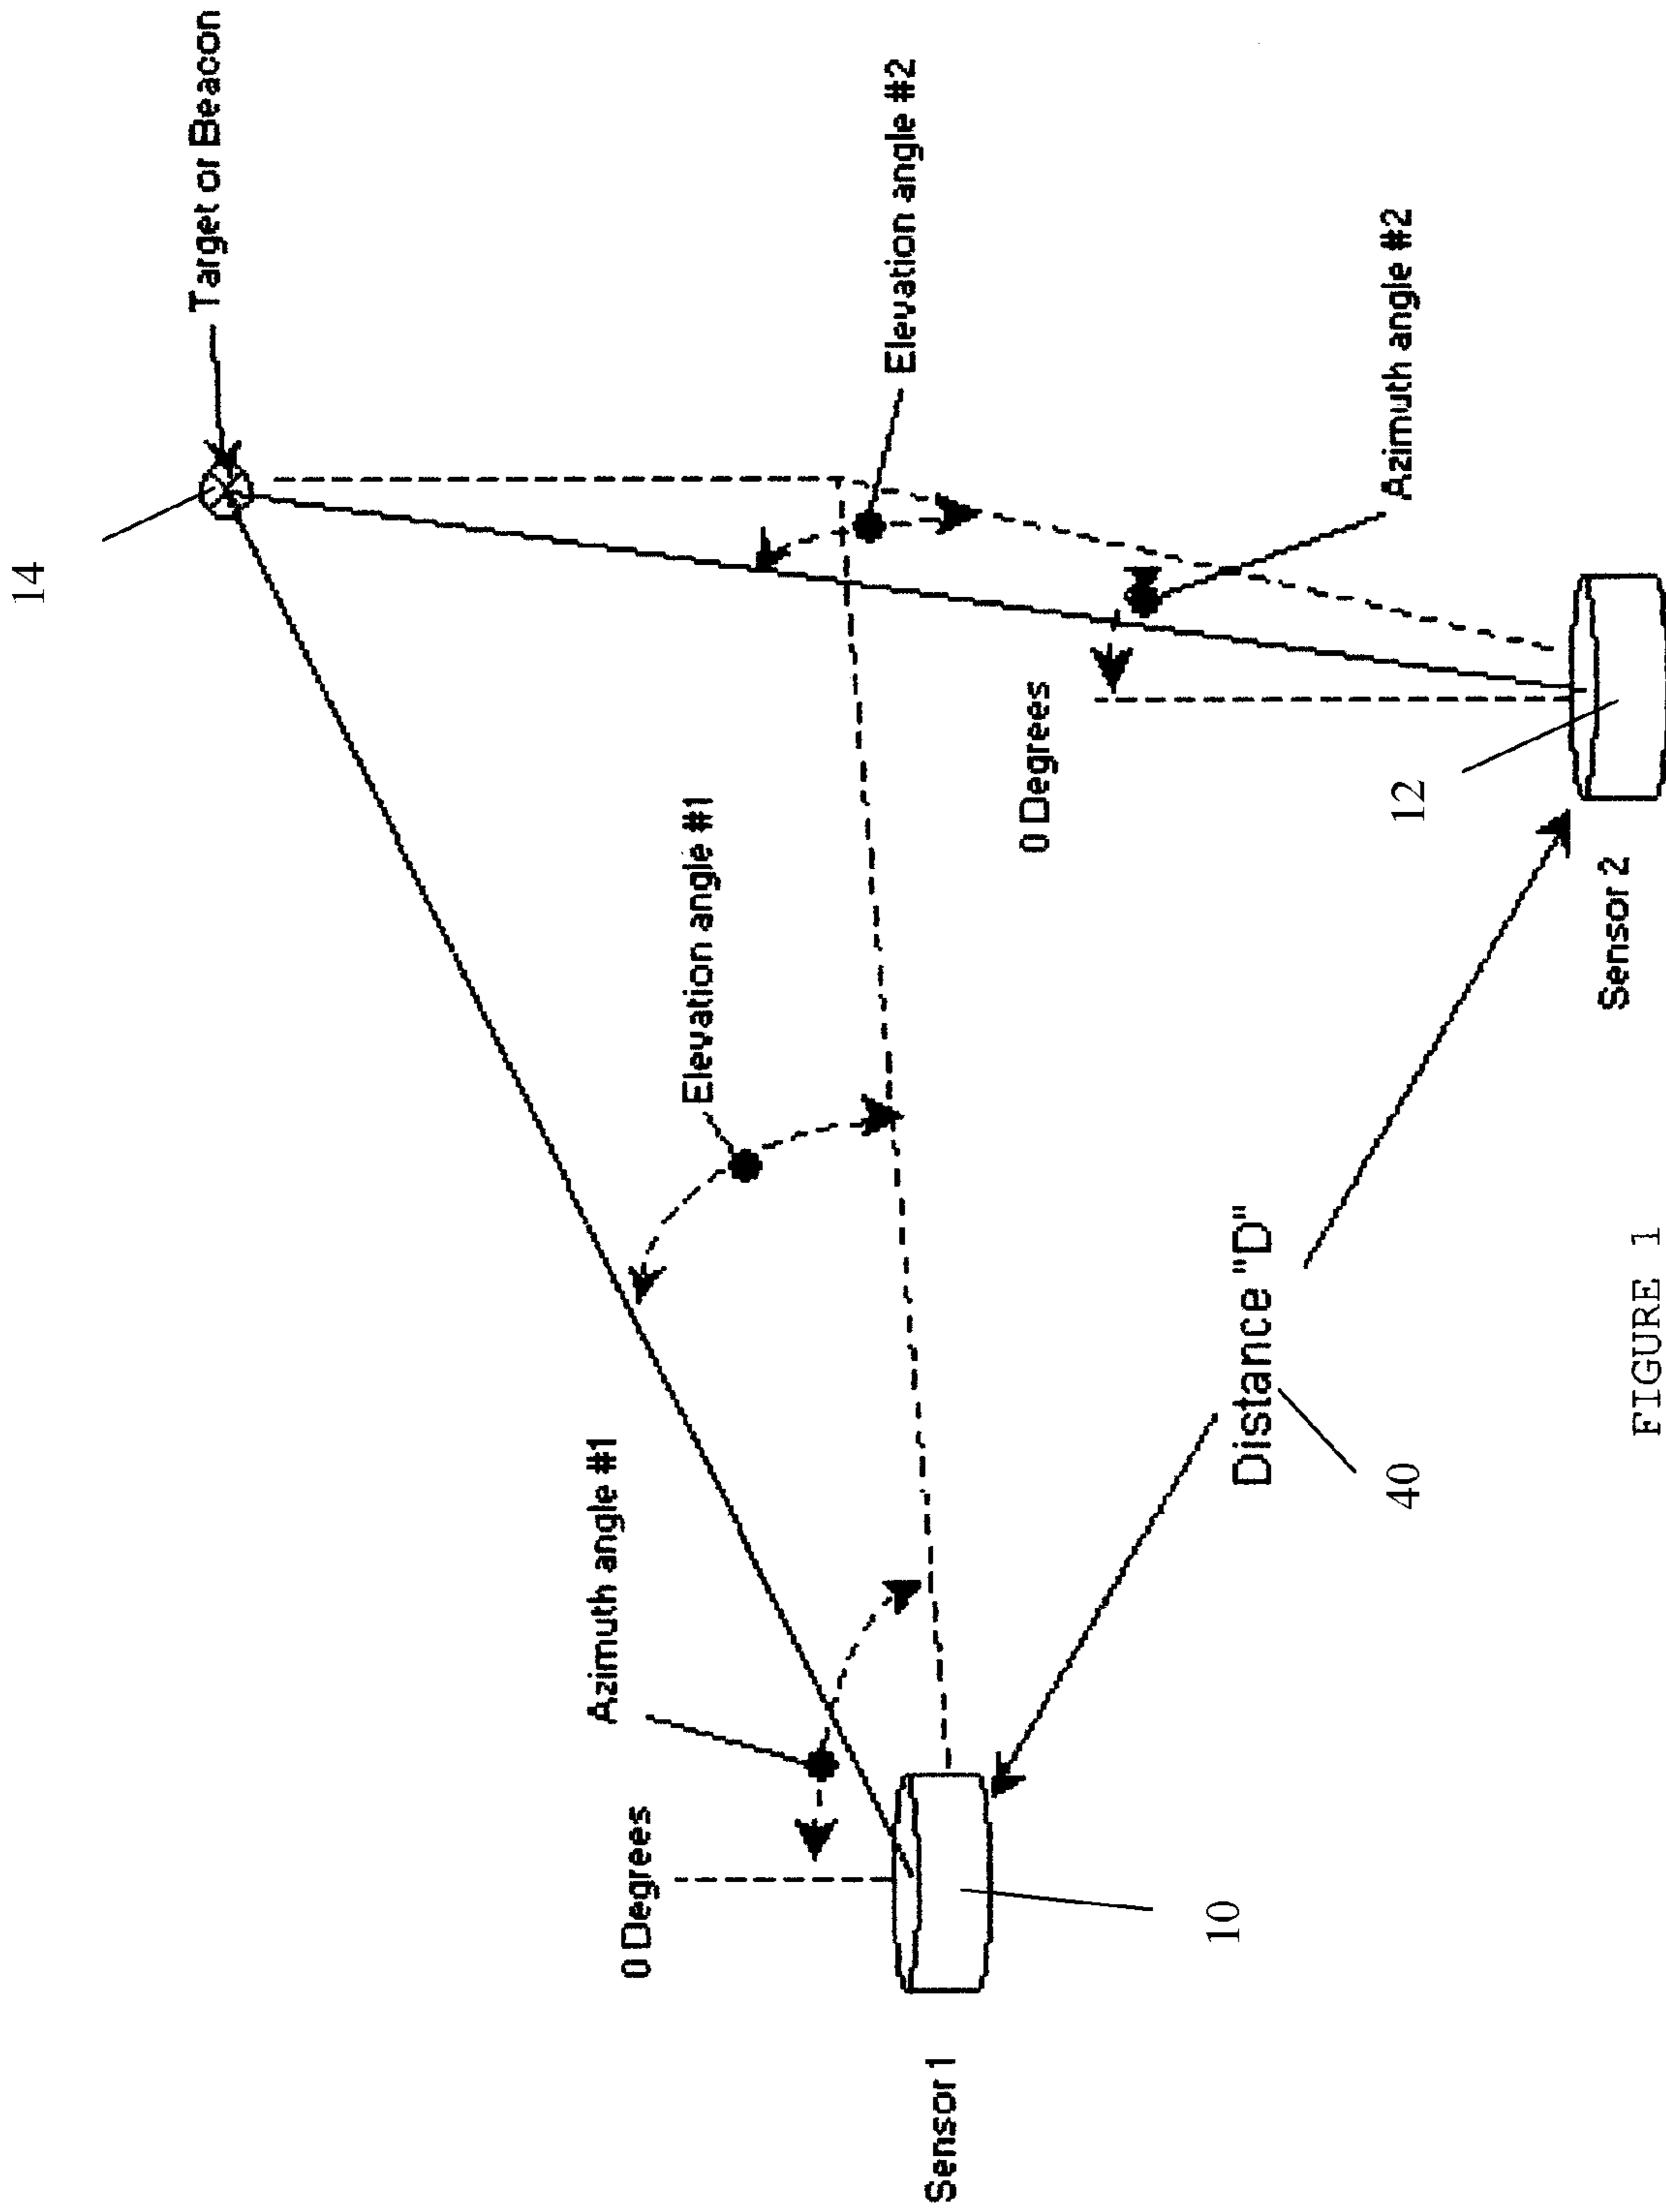 14
Target or Beacon
Elevation angle #2
Azimuth angle #2
Elevation angle #1
0 Degrees
12
Sensor 2
Azimuth angle #1
0 Degrees
Distance "D"
40
10
Sensor 1
FIGURE 1